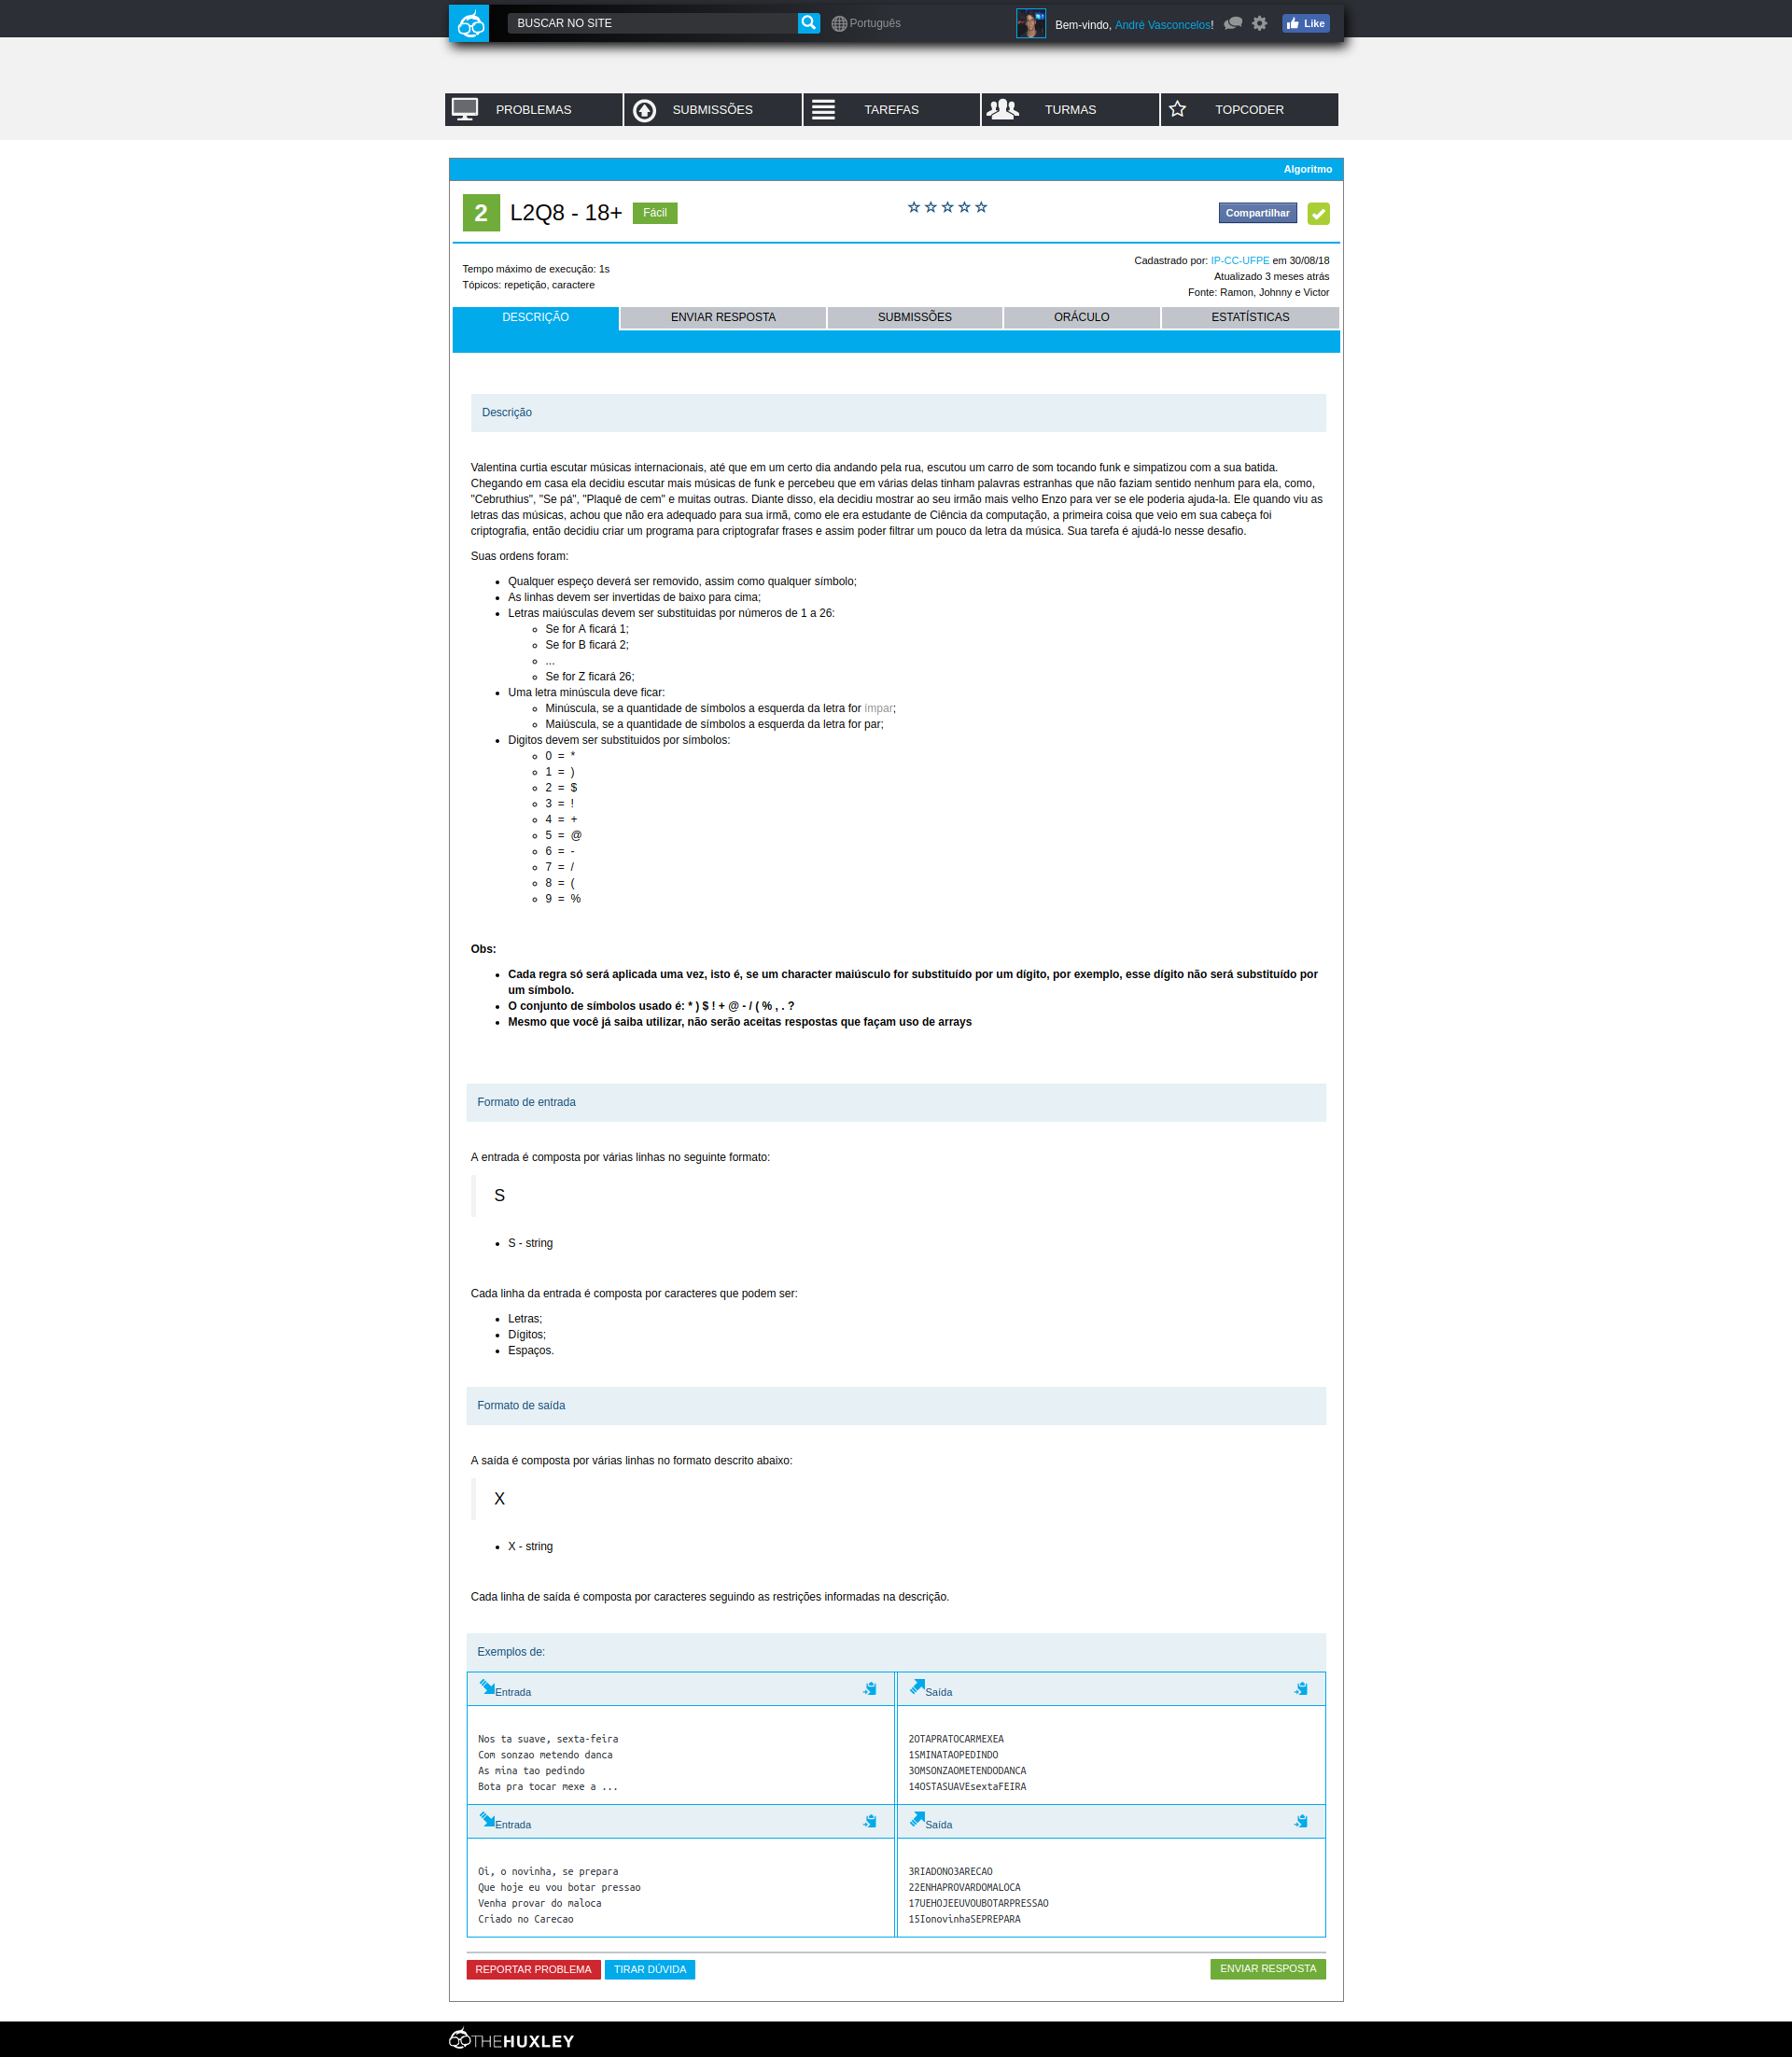 BUSCAR NO SITE
Português
Bem-vindo, André Vasconcelos!
Like
PROBLEMAS
SUBMISSÕES
TAREFAS
TURMAS
TOPCODER
Algoritmo
2
L2Q8 - 18+
Fácil
Compartilhar
Tempo máximo de execução: 1s
Tópicos: repetição, caractere
Cadastrado por: IP-CC-UFPE em 30/08/18
Atualizado 3 meses atrás
Fonte: Ramon, Johnny e Victor
DESCRIÇÃO
ENVIAR RESPOSTA
SUBMISSÕES
ORÁCULO
ESTATÍSTICAS
Descrição
Valentina curtia escutar músicas internacionais, até que em um certo dia andando pela rua, escutou um carro de som tocando funk e simpatizou com a sua batida.
Chegando em casa ela decidiu escutar mais músicas de funk e percebeu que em várias delas tinham palavras estranhas que não faziam sentido nenhum para ela, como,
"Cebruthius", "Se pá", "Plaquê de cem" e muitas outras. Diante disso, ela decidiu mostrar ao seu irmão mais velho Enzo para ver se ele poderia ajuda-la. Ele quando viu as
letras das músicas, achou que não era adequado para sua irmã, como ele era estudante de Ciência da computação, a primeira coisa que veio em sua cabeça foi
criptografia, então decidiu criar um programa para criptografar frases e assim poder filtrar um pouco da letra da música. Sua tarefa é ajudá-lo nesse desafio.
Suas ordens foram:
Qualquer espeço deverá ser removido, assim como qualquer símbolo;
As linhas devem ser invertidas de baixo para cima;
Letras maiúsculas devem ser substituidas por números de 1 a 26:
Se for A ficará 1;
Se for B ficará 2;
...
Se for Z ficará 26;
Uma letra minúscula deve ficar:
Minúscula, se a quantidade de símbolos a esquerda da letra for ímpar;
Maiúscula, se a quantidade de símbolos a esquerda da letra for par;
Digitos devem ser substituidos por símbolos:
0 = *
1 = )
2 = $
3 = !
4 = +
5 = @
6 = -
7 = /
8 = (
9 = %
Obs:
Cada regra só será aplicada uma vez, isto é, se um character maiúsculo for substituído por um dígito, por exemplo, esse dígito não será substituído por
um símbolo.
O conjunto de símbolos usado é: * ) $ ! + @ - / ( % , . ?
Mesmo que você já saiba utilizar, não serão aceitas respostas que façam uso de arrays
Formato de entrada
A entrada é composta por várias linhas no seguinte formato:
S
S - string
Cada linha da entrada é composta por caracteres que podem ser:
Letras;
Dígitos;
Espaços.
Formato de saída
A saída é composta por várias linhas no formato descrito abaixo:
X
X - string
Cada linha de saída é composta por caracteres seguindo as restrições informadas na descrição.
Exemplos de:
Entrada
Nos ta suave, sexta-feira
Com sonzao metendo danca
As mina tao pedindo
Bota pra tocar mexe a ...
Saída
2OTAPRATOCARMEXEA
1SMINATAOPEDINDO
3OMSONZAOMETENDODANCA
14OSTASUAVEsextaFEIRA
Entrada
Oi, o novinha, se prepara
Que hoje eu vou botar pressao
Venha provar do maloca
Criado no Carecao
Saída
3RIADONO3ARECAO
22ENHAPROVARDOMALOCA
17UEHOJEEUVOUBOTARPRESSAO
15IonovinhaSEPREPARA
REPORTAR PROBLEMA
TIRAR DÚVIDA
ENVIAR RESPOSTA
THEHUXLEY